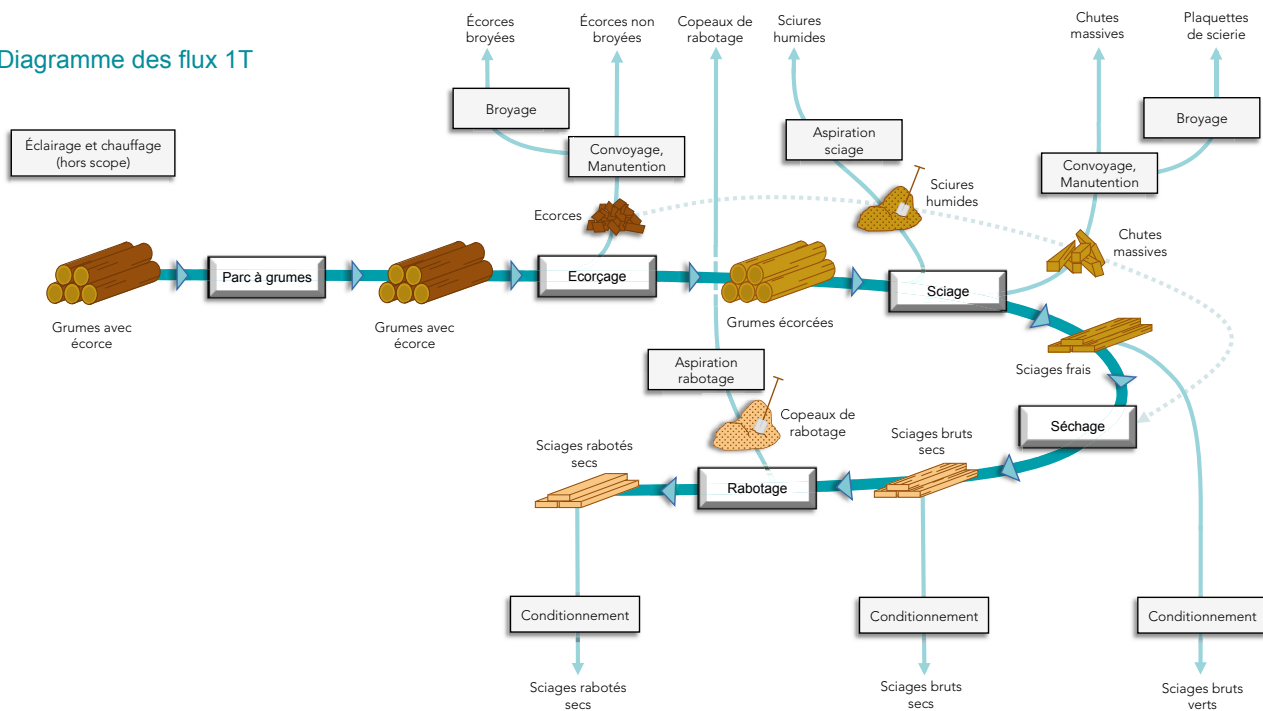 Écorces
broyées
Écorces non
broyées
Copeaux de
rabotage
Sciures
humides
Chutes
massives
Plaquettes
de scierie
Diagramme des flux 1T
Broyage
Broyage
Éclairage et chauffage
(hors scope)
Convoyage,
Manutention
Aspiration
sciage
Convoyage,
Manutention
Sciures
humides
Ecorces
Chutes
massives
Parc à grumes
Ecorçage
Sciage
Grumes avec
écorce
Grumes avec
écorce
Grumes écorcées
Aspiration
rabotage
Sciages frais
Copeaux de
rabotage
Séchage
Sciages rabotés
secs
Sciages bruts
secs
Rabotage
Conditionnement
Conditionnement
Conditionnement
Sciages rabotés
secs
Sciages bruts
secs
Sciages bruts
verts